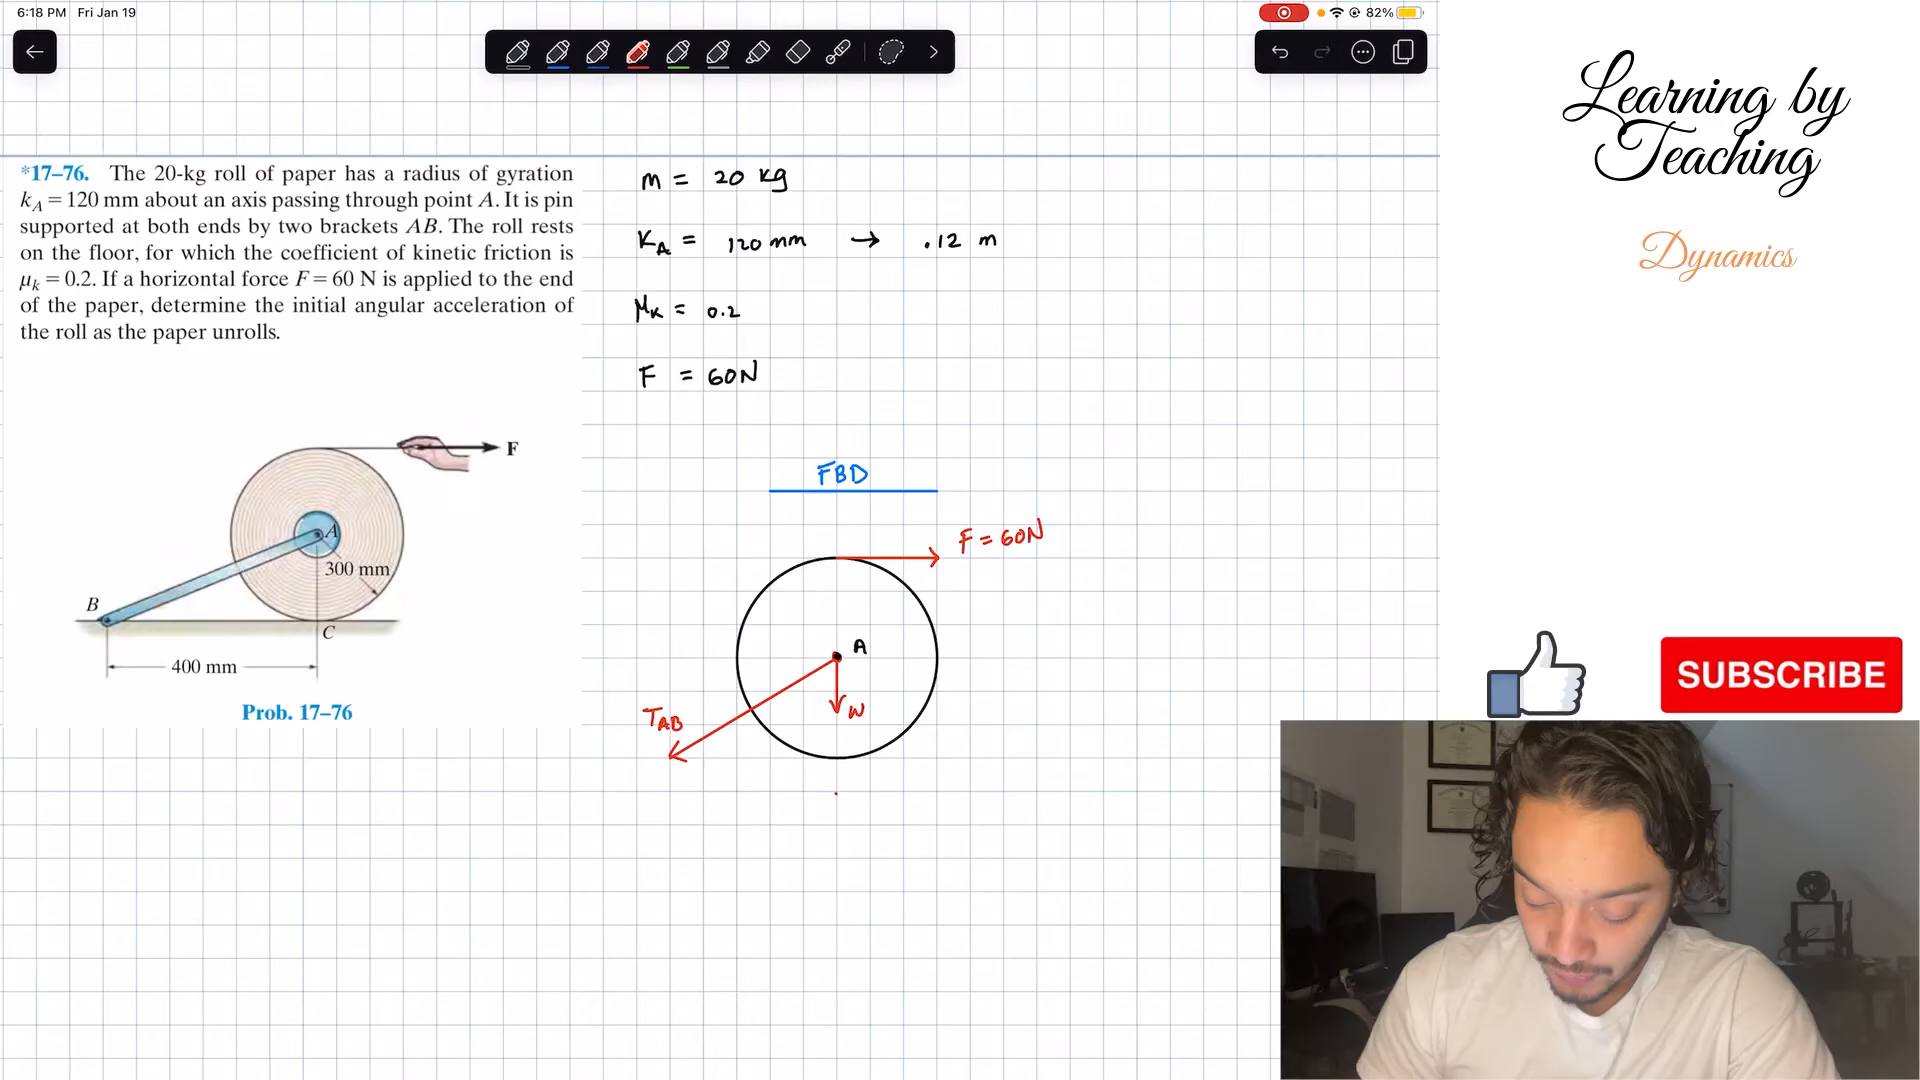 6:18 PM Fri Jan 19
82%
*17–76. The 20-kg roll of paper has a radius of gyration
kA = 120 mm about an axis passing through point A. It is pin
supported at both ends by two brackets AB. The roll rests
on the floor, for which the coefficient of kinetic friction is
μk = 0.2. If a horizontal force F = 60 N is applied to the end
of the paper, determine the initial angular acceleration of
the roll as the paper unrolls.
F
A
300 mm
B
C
400 mm
Prob. 17–76
m = 20 kg
KA = 120 mm → .12 m
μK = 0.2
F = 60N
FBD
F = 60N
A
W
TAB
Learning by
Teaching
Dynamics
SUBSCRIBE